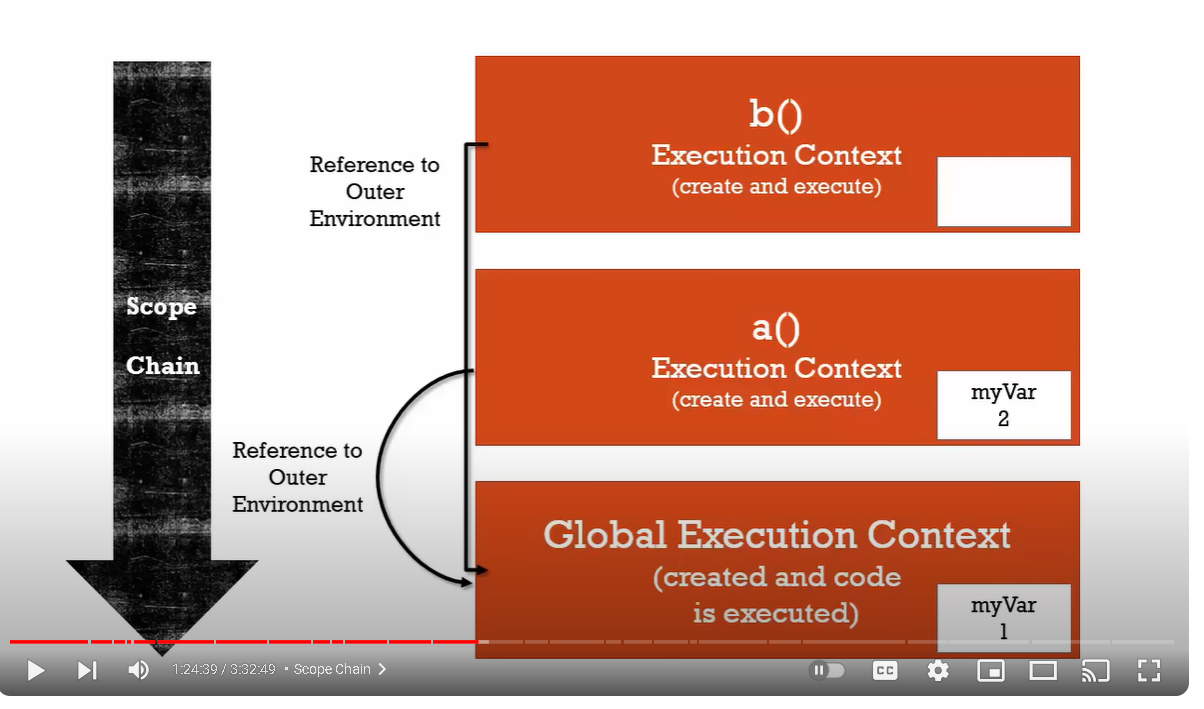 b()
Execution Context
(create and execute)
Reference to
Outer
Environment
Scope
Chain
a()
Execution Context
(create and execute)
myVar
2
Reference to
Outer
Environment
Global Execution Context
(created and code
is executed)
myVar
1
1:24:39 / 3:32:49 • Scope Chain
CC